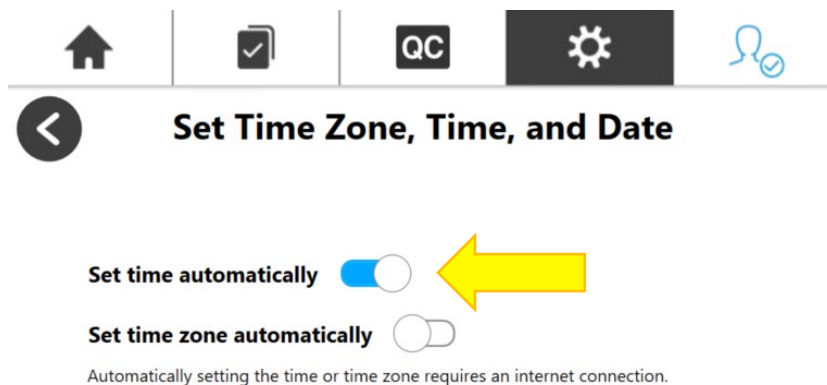 QC
Set Time Zone, Time, and Date
Set time automatically
Set time zone automatically
Automatically setting the time or time zone requires an internet connection.